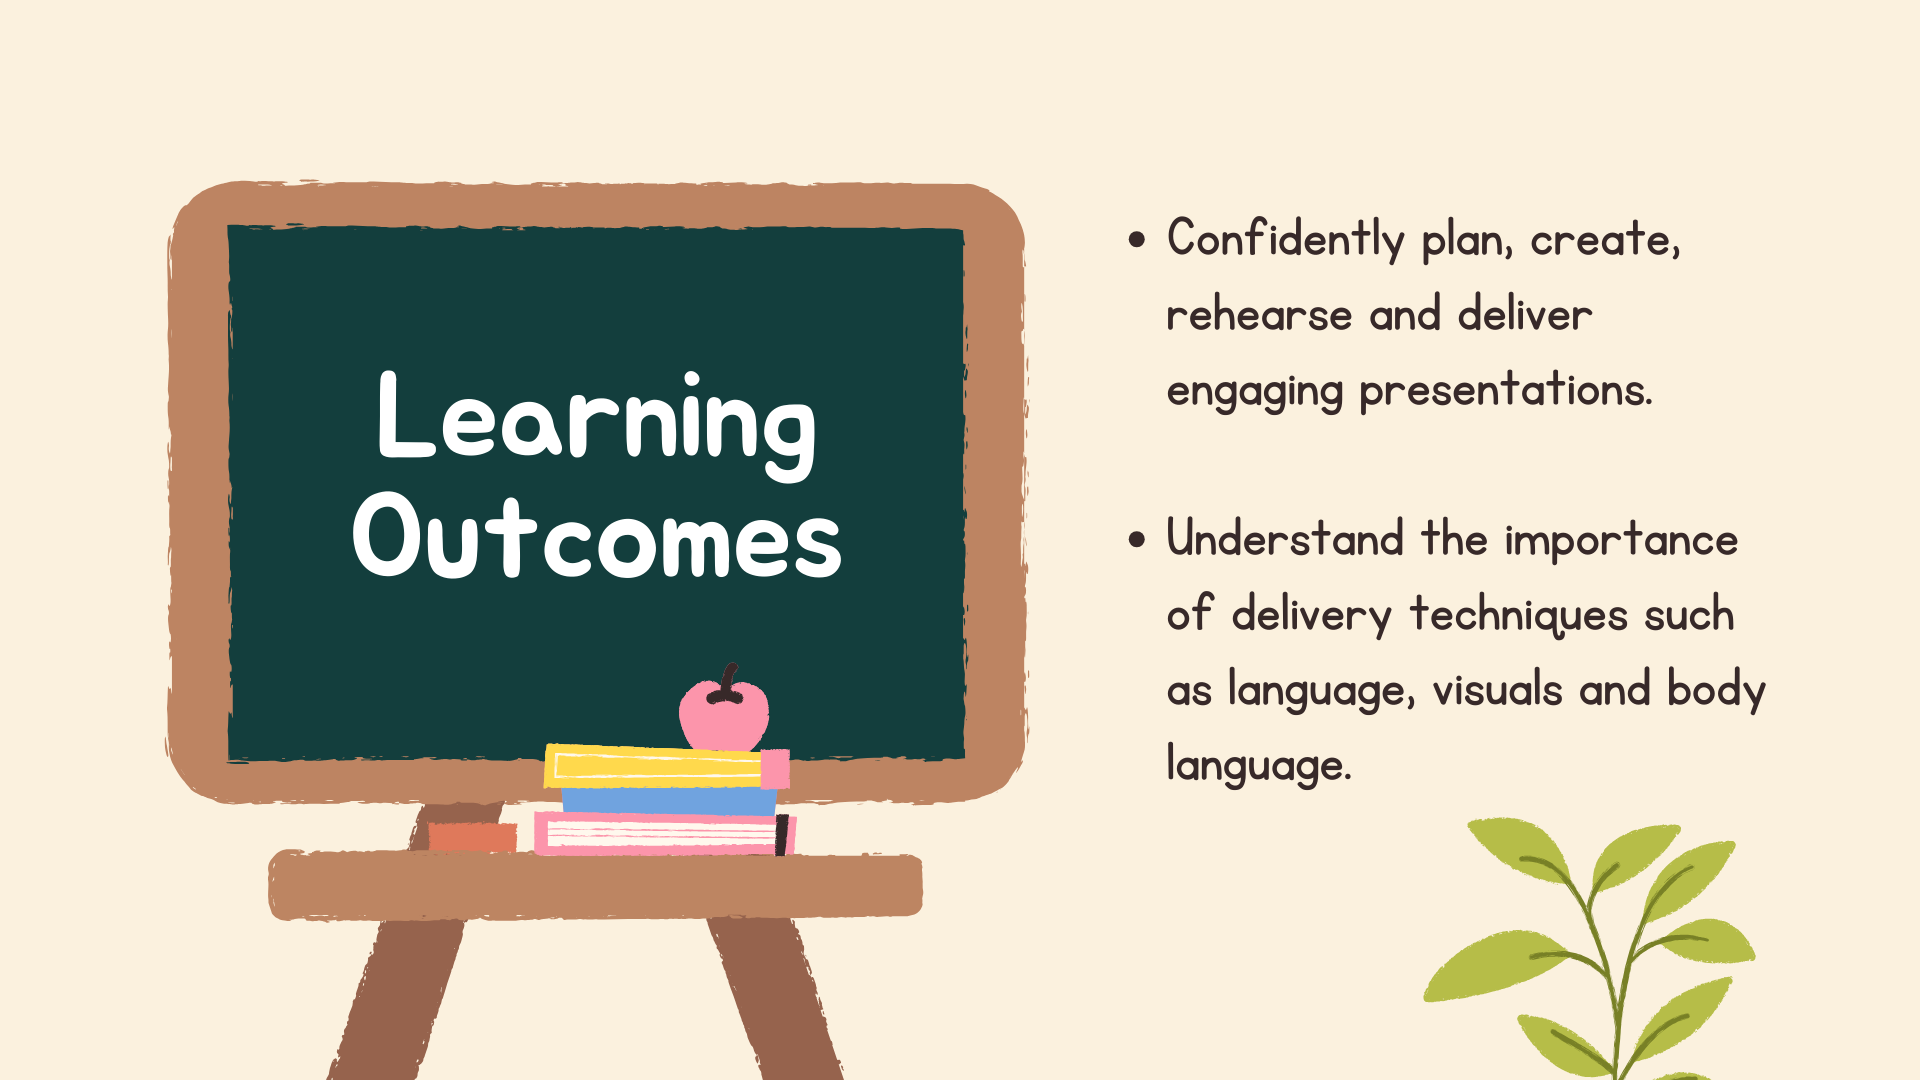 Learning
Outcomes
• Confidently plan, create,
rehearse and deliver
engaging presentations.
• Understand the importance
of delivery techniques such
as language, visuals and body
language.